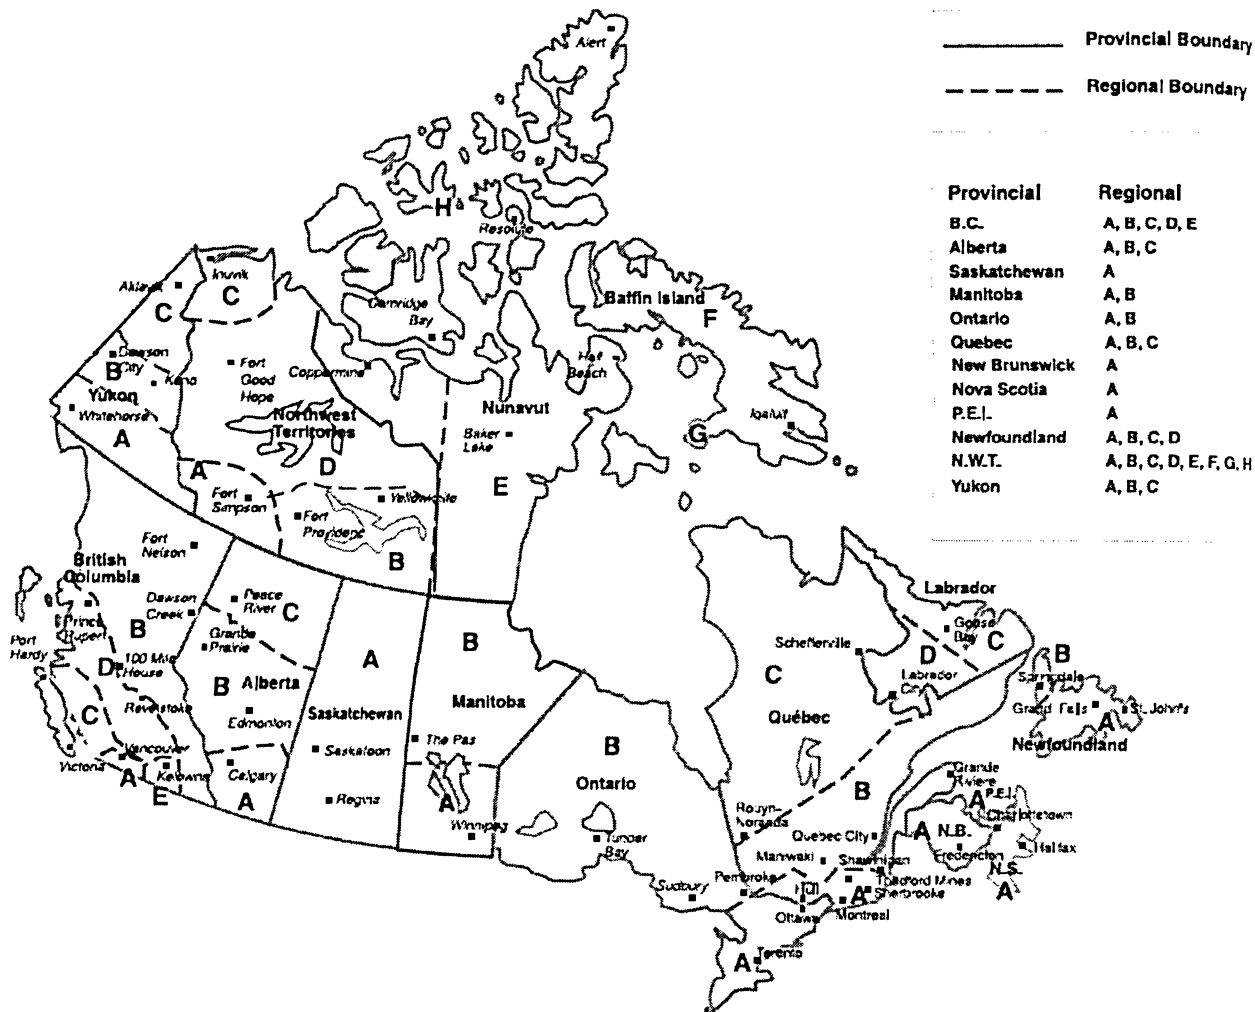 Alert
Provincial Boundary
Regional Boundary
Provincial Regional
B.C. A, B, C, D, E
Alberta A, B, C
Saskatchewan A
Manitoba A, B
Ontario A, B
Quebec A, B, C
New Brunswick A
Nova Scotia A
P.E.I. A
Newfoundland A, B, C, D
N.W.T. A, B, C, D, E, F, G, H
Yukon A, B, C
H
Resolute
Inuvik
Aklavik
C
C
Cambridge
Bay
Baffin Island
F
Dawson
City
B
Keno
Yukon
Whitehorse
A
Fort
Good
Hope
Coppermine
Northwest
Territories
D
Nunavut
Baker
Lake
E
Hall
Beach
Iqaluit
G
A
Fort
Simpson
Yellowknife
Fort
B
Fort
Nelson
British
Columbia
Dawson
Creek
B
Prince
Rupert
Port
Hardy
D
100 Mile
House
C
Revelstoke
Vancouver
Victoria
A
E
Kelowna
Peace
River
C
Grande
Prairie
B
Alberta
Edmonton
Calgary
A
A
Saskatchewan
Saskatoon
Regina
B
Manitoba
The Pas
A
Winnipeg
B
Ontario
Tunder
Bay
Sudbury
Pembroke
Ottawa
Hull
A
Toronto
Labrador
Goose
Bay
C
D
Schefferville
Labrador
City
C
Québec
B
Rouyn-
Noranda
Quebec City
Maniwaki
Shawinigan
Thedford Mines
A
Sherbrooke
Montreal
B
Springdale
Grand Falls
St. John's
A
Newfoundland
Grande
Riviere
A
P.E.I.
Charlottetown
A
N.B.
Fredericton
Halifax
N.S.
A